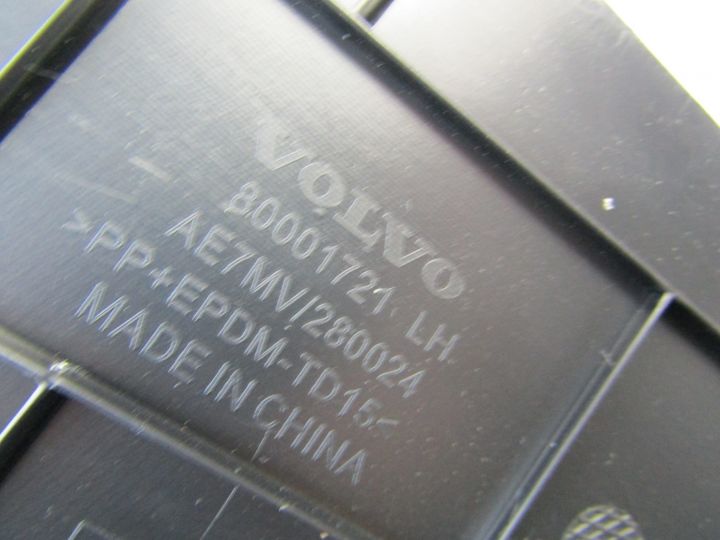 VOLVO
80001721 LH
AE7MV/280024
>PP+EPDM-TD15<
MADE IN CHINA